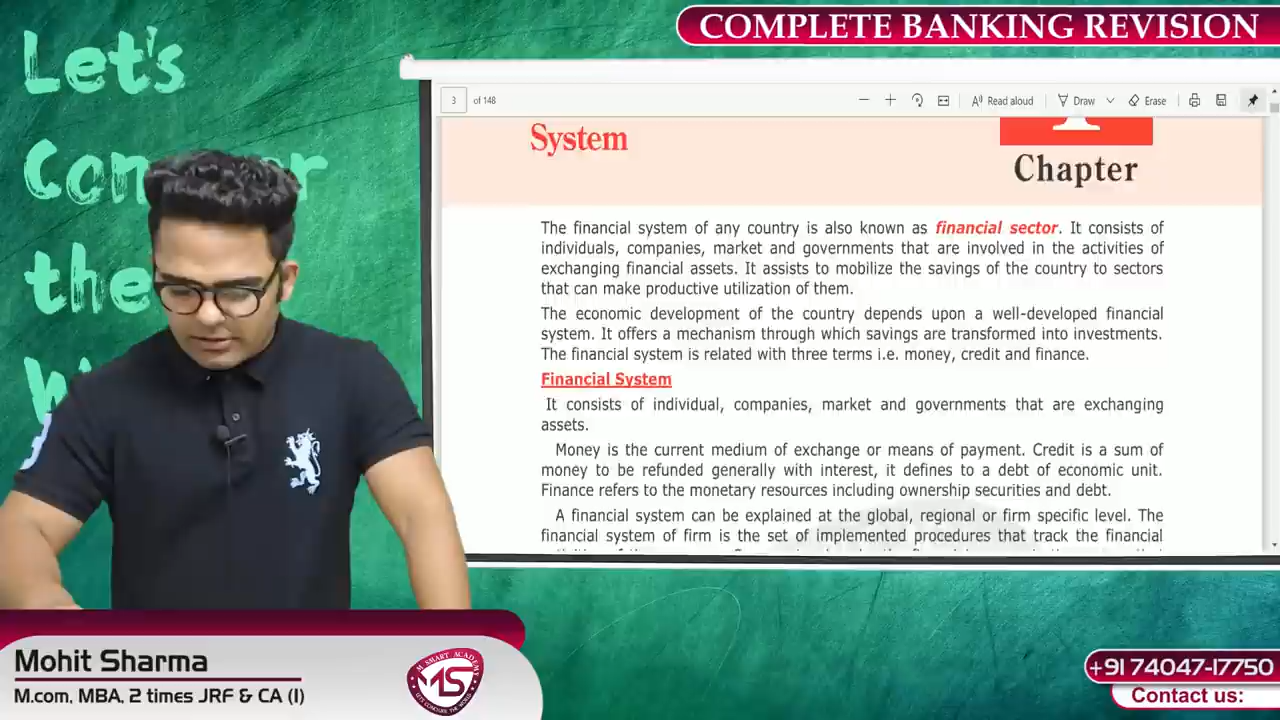 COMPLETE BANKING REVISION
Let's
the
3 of 148
Read aloud
Draw
Erase
System
Chapter
The financial system of any country is also known as financial sector. It consists of
individuals, companies, market and governments that are involved in the activities of
exchanging financial assets. It assists to mobilize the savings of the country to sectors
that can make productive utilization of them.
The economic development of the country depends upon a well-developed financial
system. It offers a mechanism through which savings are transformed into investments.
The financial system is related with three terms i.e. money, credit and finance.
Financial System
It consists of individual, companies, market and governments that are exchanging
assets.
Money is the current medium of exchange or means of payment. Credit is a sum of
money to be refunded generally with interest, it defines to a debt of economic unit.
Finance refers to the monetary resources including ownership securities and debt.
A financial system can be explained at the global, regional or firm specific level. The
financial system of firm is the set of implemented procedures that track the financial
Mohit Sharma
M.com, MBA, 2 times JRF & CA (I)
M SMART ACADEMY
MS
+91 74047-17750
Contact us: